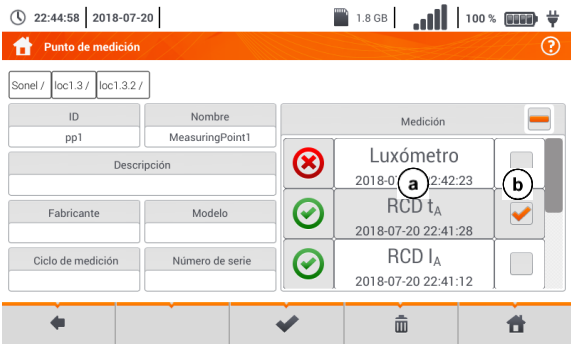 22:44:58 2018-07-20 1.8 GB 100 %
Punto de medición ?
Sonel / loc1.3 / loc1.3.2 /
ID Nombre Medición
pp1 MeasuringPoint1
Descripción
Fabricante Modelo
Ciclo de medición Número de serie
Luxómetro
2018-07 2:42:23
a b
RCD tA
2018-07-20 22:41:28
RCD IA
2018-07-20 22:41:12